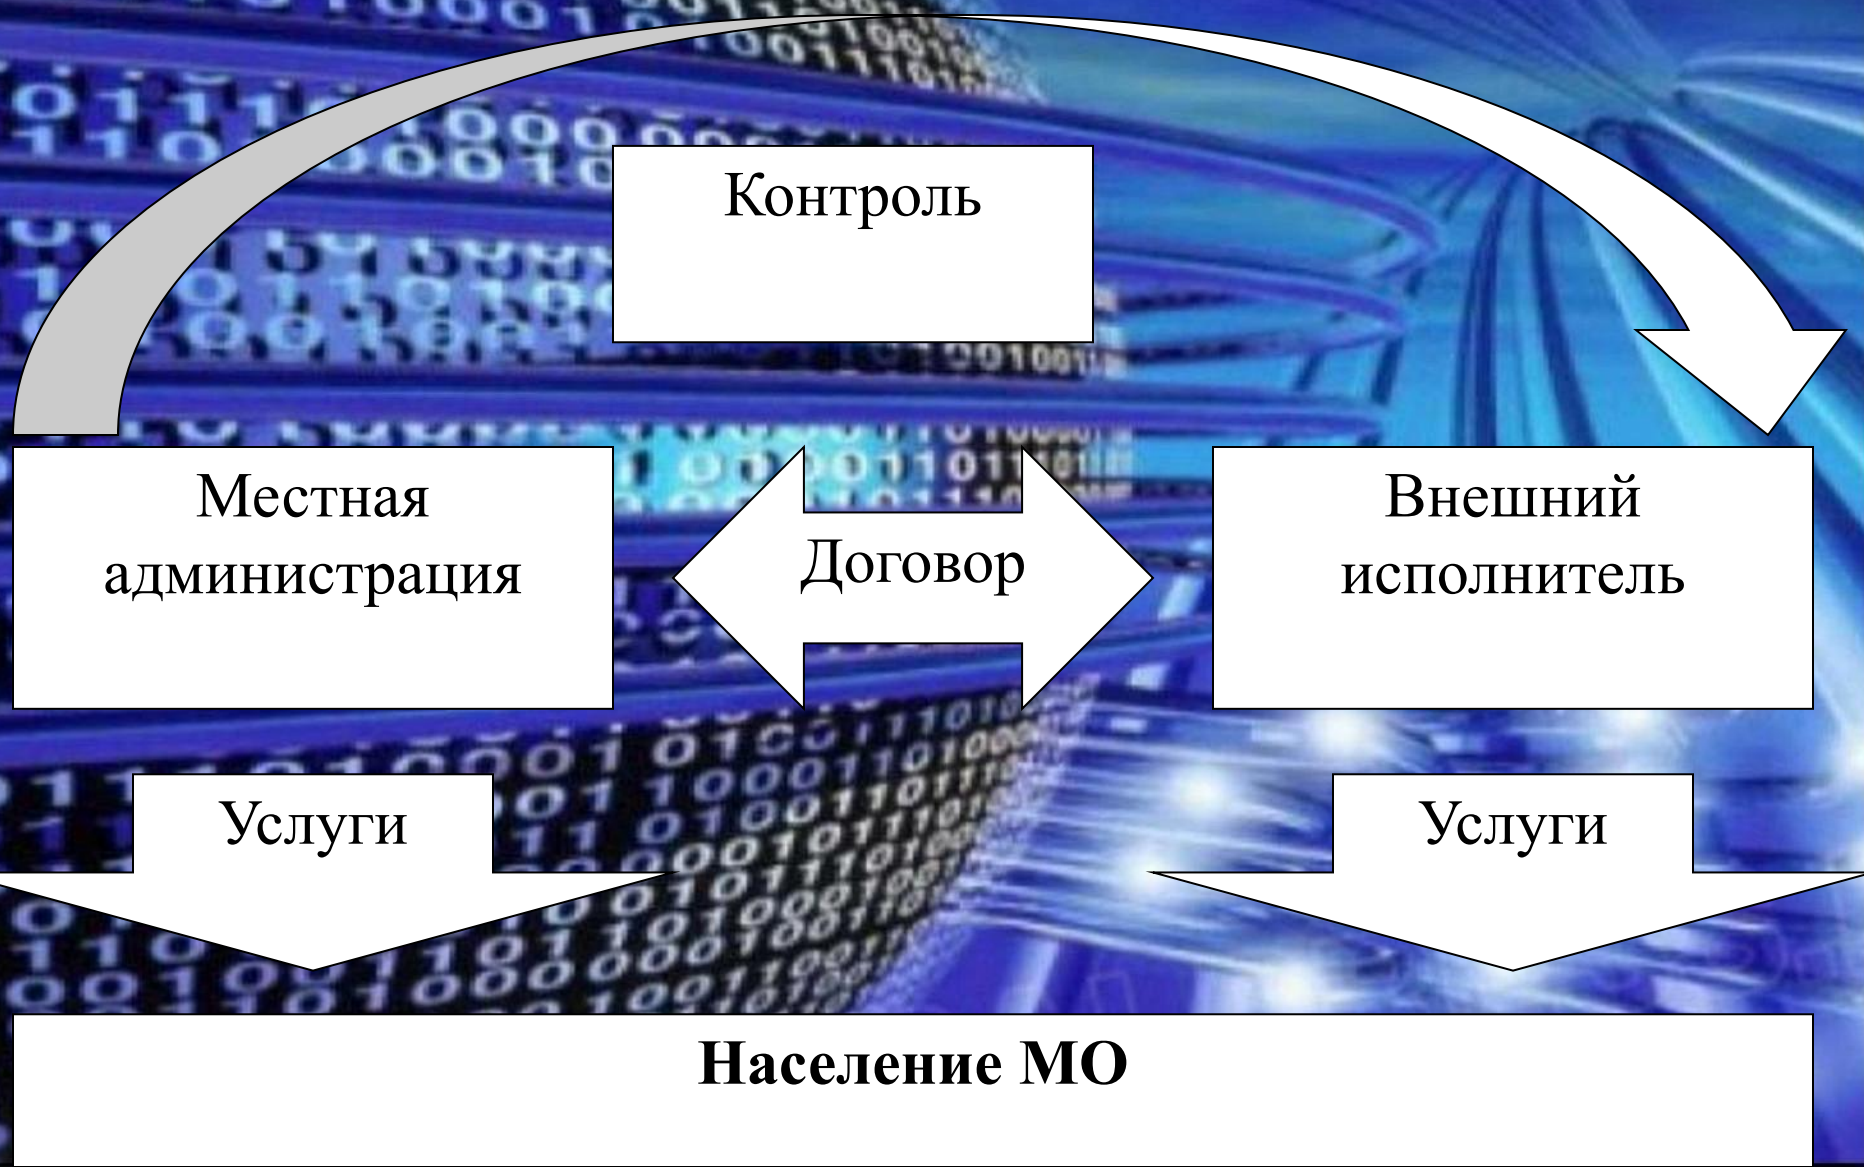 Контроль
Местная
администрация
Договор
Внешний
исполнитель
Услуги
Услуги
Население МО